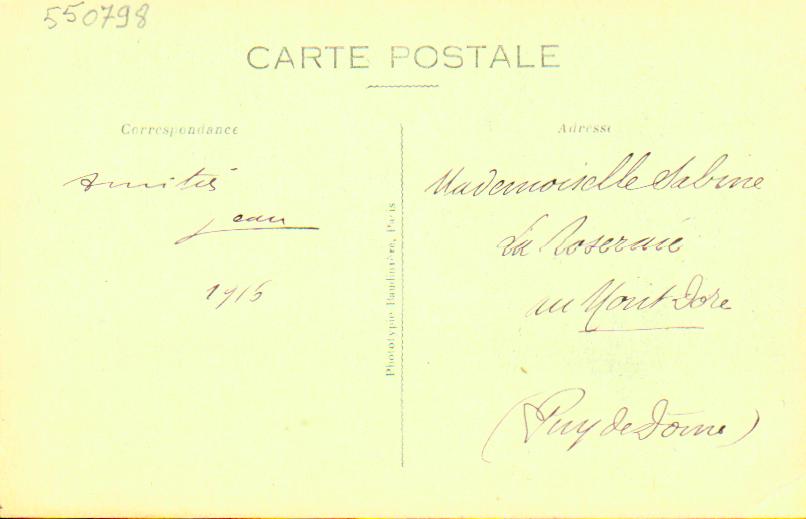 550798
CARTE POSTALE
Correspondance
Adresse
Amitiés
Jean
1915
Phototypie Baudinière, Paris
Mademoiselle Sabine
La Roseraie
au Mont Dore
(Puy de Dôme)